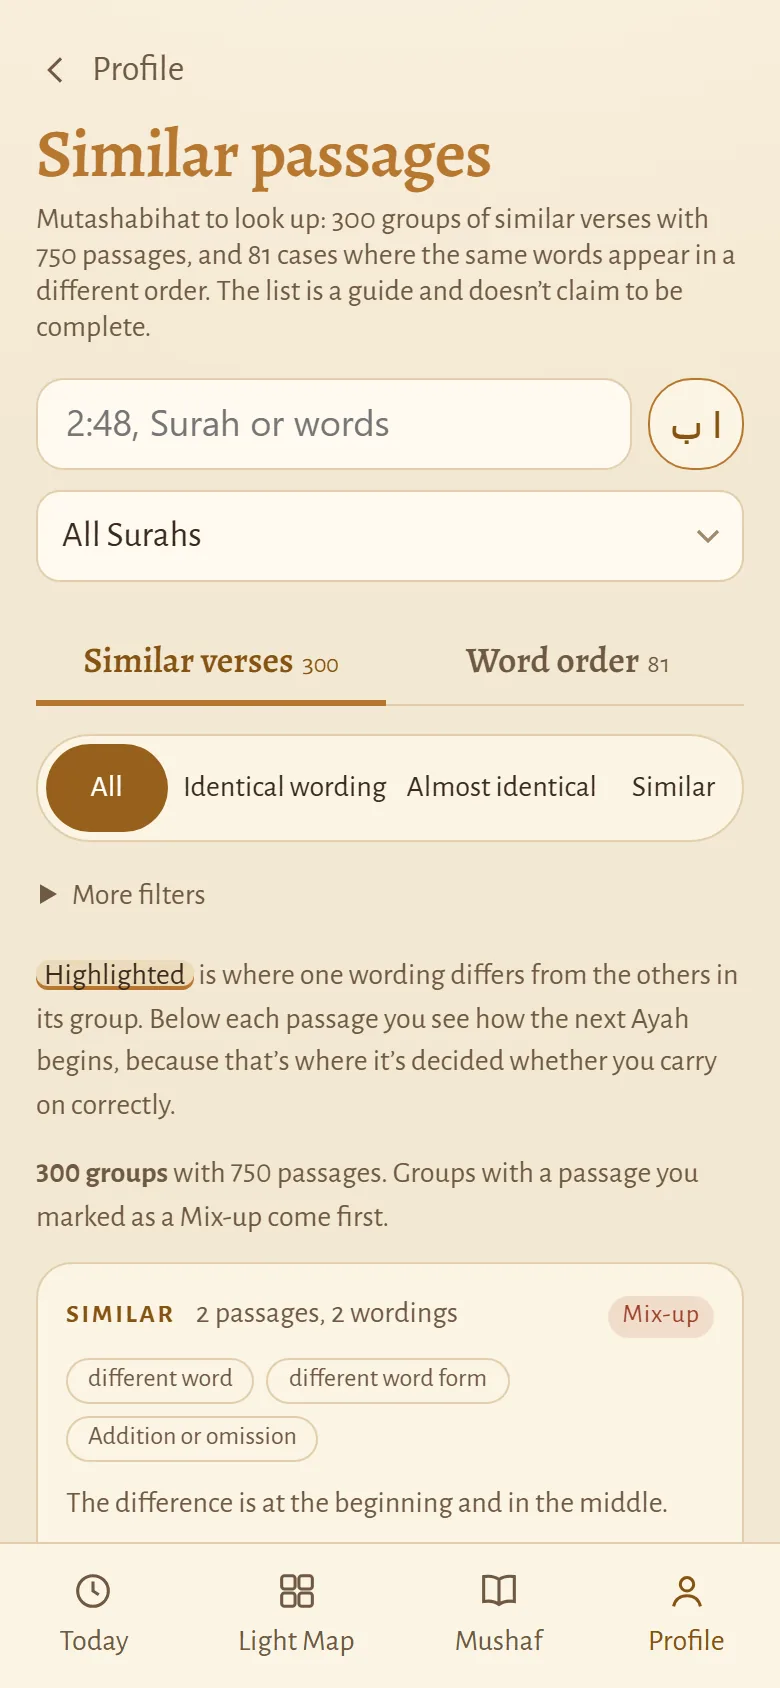 Profile
Similar passages
Mutashabihat to look up: 300 groups of similar verses with
750 passages, and 81 cases where the same words appear in a
different order. The list is a guide and doesn’t claim to be
complete.
2:48, Surah or words
ا ب
All Surahs
Similar verses 300 Word order 81
All Identical wording Almost identical Similar
More filters
Highlighted is where one wording differs from the others in
its group. Below each passage you see how the next Ayah
begins, because that’s where it’s decided whether you carry
on correctly.
300 groups with 750 passages. Groups with a passage you
marked as a Mix-up come first.
SIMILAR 2 passages, 2 wordings Mix-up
different word different word form
Addition or omission
The difference is at the beginning and in the middle.
Today Light Map Mushaf Profile